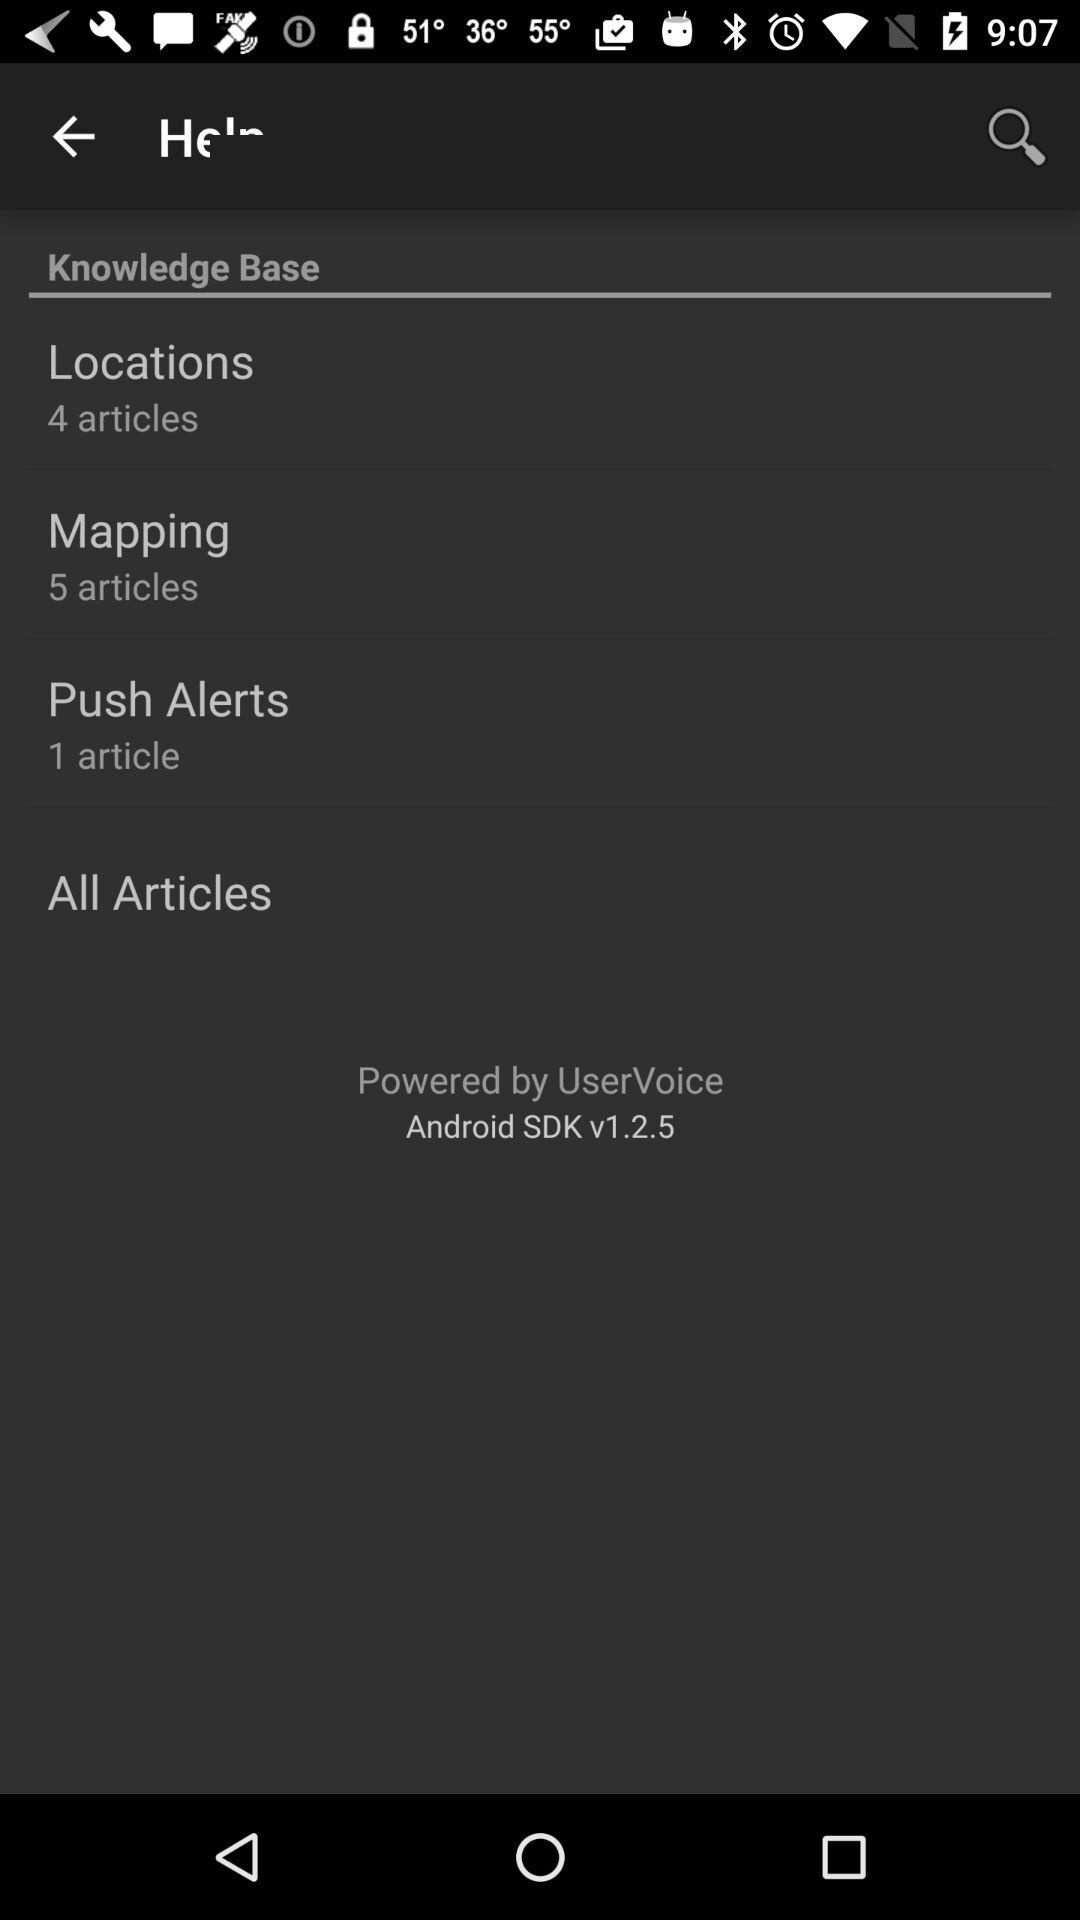 FAKE 51° 36° 55° 9:07
Help
Knowledge Base
Locations
4 articles
Mapping
5 articles
Push Alerts
1 article
All Articles
Powered by UserVoice
Android SDK v1.2.5